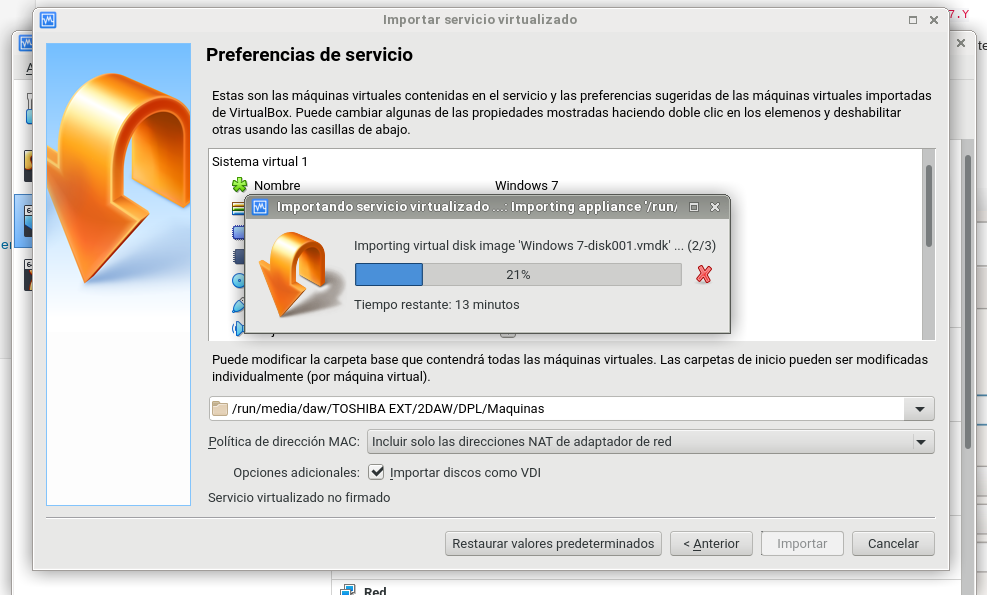 Importar servicio virtualizado
7.Y
Preferencias de servicio
Estas son las máquinas virtuales contenidas en el servicio y las preferencias sugeridas de las máquinas virtuales importadas
de VirtualBox. Puede cambiar algunas de las propiedades mostradas haciendo doble clic en los elemenos y deshabilitar
otras usando las casillas de abajo.
Sistema virtual 1
Nombre Windows 7
Importando servicio virtualizado ...: Importing appliance '/run/
Importing virtual disk image 'Windows 7-disk001.vmdk' ... (2/3)
21%
Tiempo restante: 13 minutos
Puede modificar la carpeta base que contendrá todas las máquinas virtuales. Las carpetas de inicio pueden ser modificadas
individualmente (por máquina virtual).
/run/media/daw/TOSHIBA EXT/2DAW/DPL/Maquinas
Política de dirección MAC: Incluir solo las direcciones NAT de adaptador de red
Opciones adicionales: Importar discos como VDI
Servicio virtualizado no firmado
Restaurar valores predeterminados < Anterior Importar Cancelar
Red